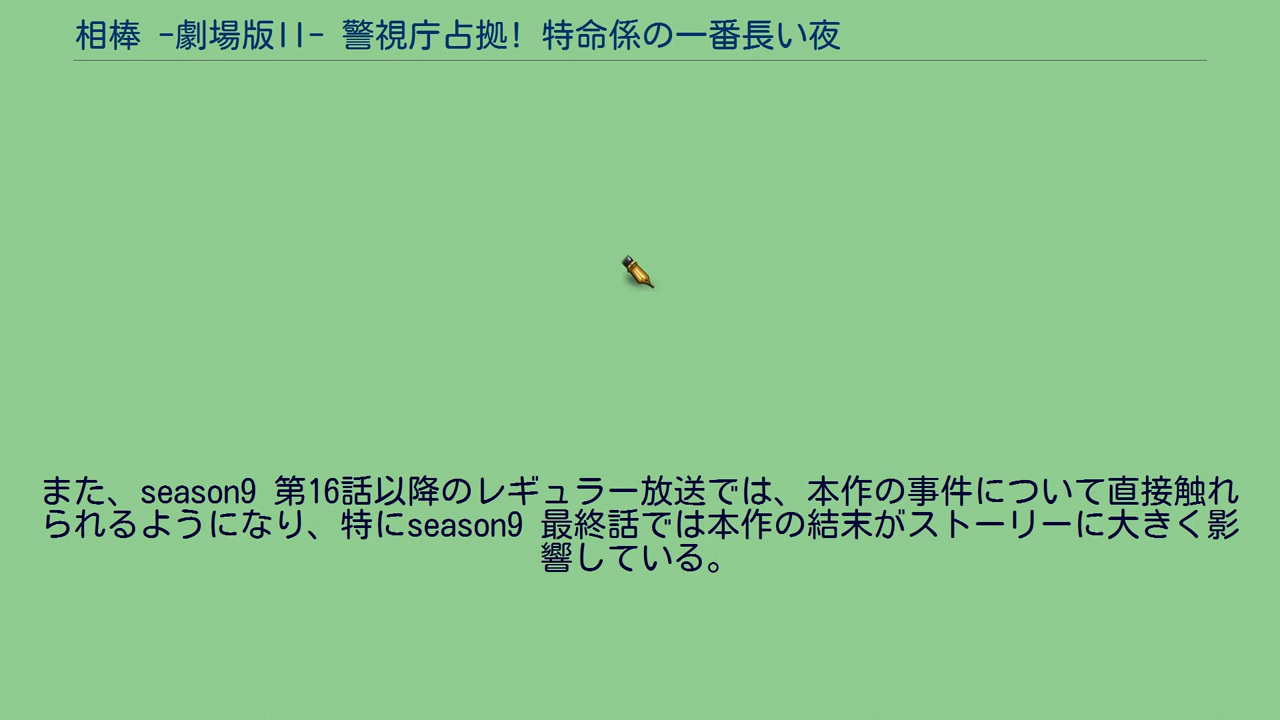 相棒 -劇場版II- 警視庁占拠! 特命係の一番長い夜
また、season9 第16話以降のレギュラー放送では、本作の事件について直接触れ
られるようになり、特にseason9 最終話では本作の結末がストーリーに大きく影
響している。